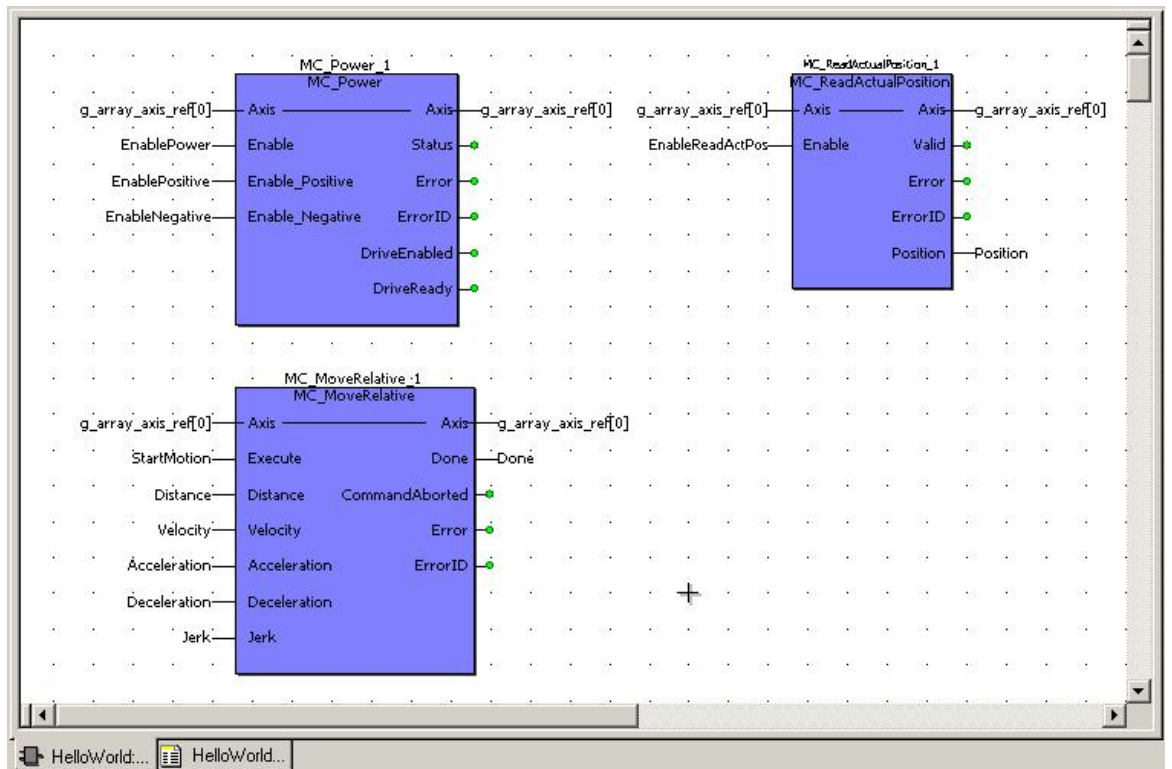 MC_Power_1
MC_Power
g_array_axis_ref[0] Axis Axis g_array_axis_ref[0]
EnablePower Enable Status
EnablePositive Enable_Positive Error
EnableNegative Enable_Negative ErrorID
DriveEnabled
DriveReady
MC_ReadActualPosition_1
MC_ReadActualPosition
g_array_axis_ref[0] Axis Axis g_array_axis_ref[0]
EnableReadActPos Enable Valid
Error
ErrorID
Position Position
MC_MoveRelative_1
MC_MoveRelative
g_array_axis_ref[0] Axis Axis g_array_axis_ref[0]
StartMotion Execute Done Done
Distance Distance CommandAborted
Velocity Velocity Error
Acceleration Acceleration ErrorID
Deceleration Deceleration
Jerk Jerk
HelloWorld:... HelloWorld...